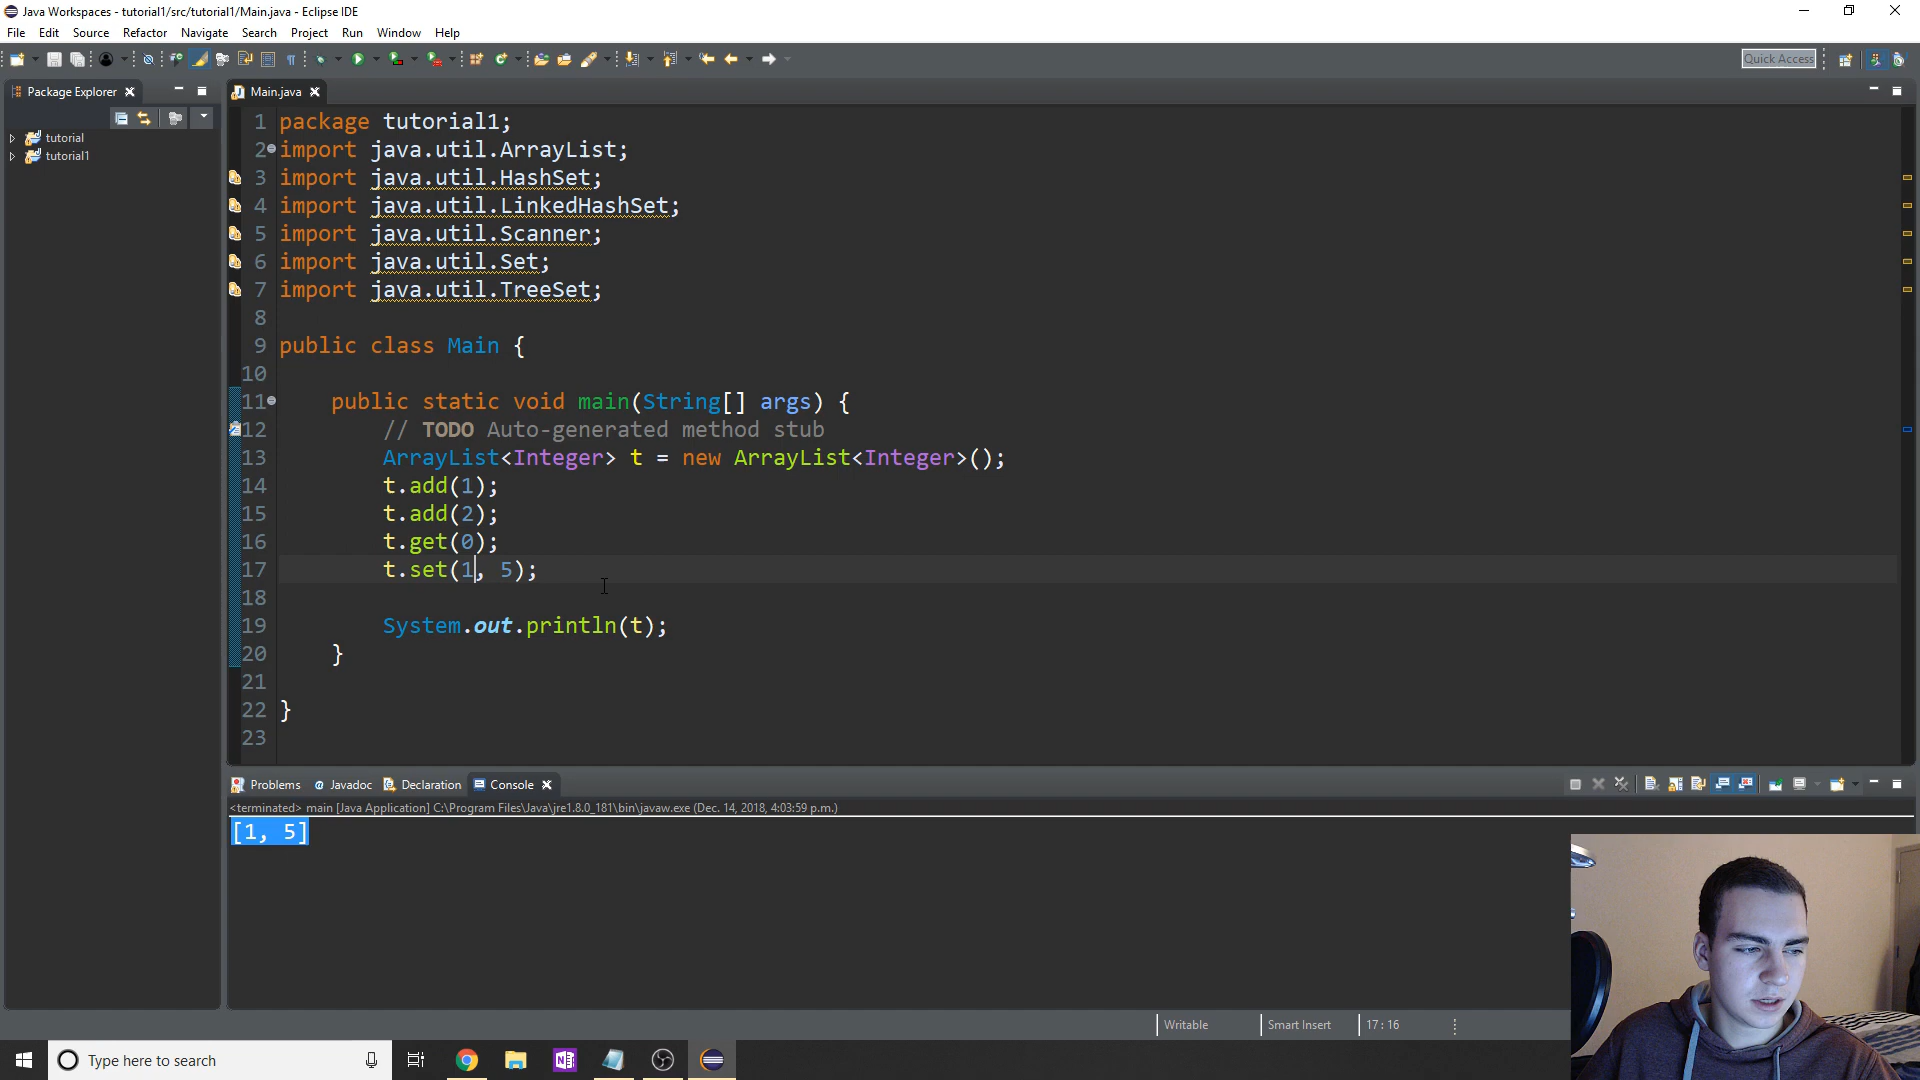 Java Workspaces - tutorial1/src/tutorial1/Main.java - Eclipse IDE
File Edit Source Refactor Navigate Search Project Run Window Help
Quick Access
Package Explorer
tutorial
tutorial1
Main.java
1 package tutorial1;
2 import java.util.ArrayList;
3 import java.util.HashSet;
4 import java.util.LinkedHashSet;
5 import java.util.Scanner;
6 import java.util.Set;
7 import java.util.TreeSet;
8
9 public class Main {
10
11 public static void main(String[] args) {
12 // TODO Auto-generated method stub
13 ArrayList<Integer> t = new ArrayList<Integer>();
14 t.add(1);
15 t.add(2);
16 t.get(0);
17 t.set(1, 5);
18
19 System.out.println(t);
20 }
21
22 }
23
Problems Javadoc Declaration Console
<terminated> main [Java Application] C:\Program Files\Java\jre1.8.0_181\bin\javaw.exe (Dec. 14, 2018, 4:03:59 p.m.)
[1, 5]
Writable Smart Insert 17 : 16
Type here to search